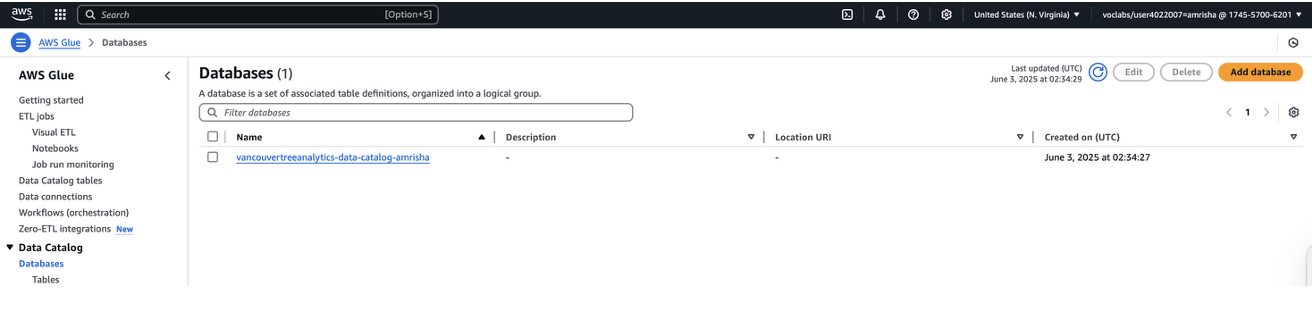 aws
Search [Option+S]
United States (N. Virginia) ▼ voclabs/user4022007=amrisha @ 1745-5700-6201 ▼
AWS Glue > Databases
AWS Glue
Getting started
ETL jobs
Visual ETL
Notebooks
Job run monitoring
Data Catalog tables
Data connections
Workflows (orchestration)
Zero-ETL integrations New
Data Catalog
Databases
Tables
Databases (1)
Last updated (UTC)
June 3, 2025 at 02:34:29
Edit Delete Add database
A database is a set of associated table definitions, organized into a logical group.
Filter databases
1
Name Description Location URI Created on (UTC)
vancouvertreeanalytics-data-catalog-amrisha - - June 3, 2025 at 02:34:27